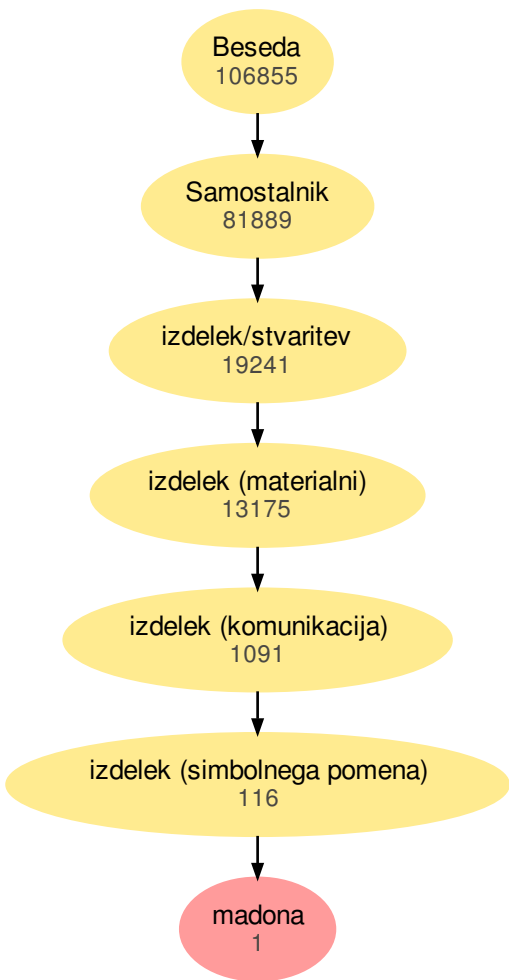 Beseda
106855
Samostalnik
81889
izdelek/stvaritev
19241
izdelek (materialni)
13175
izdelek (komunikacija)
1091
izdelek (simbolnega pomena)
116
madona
1